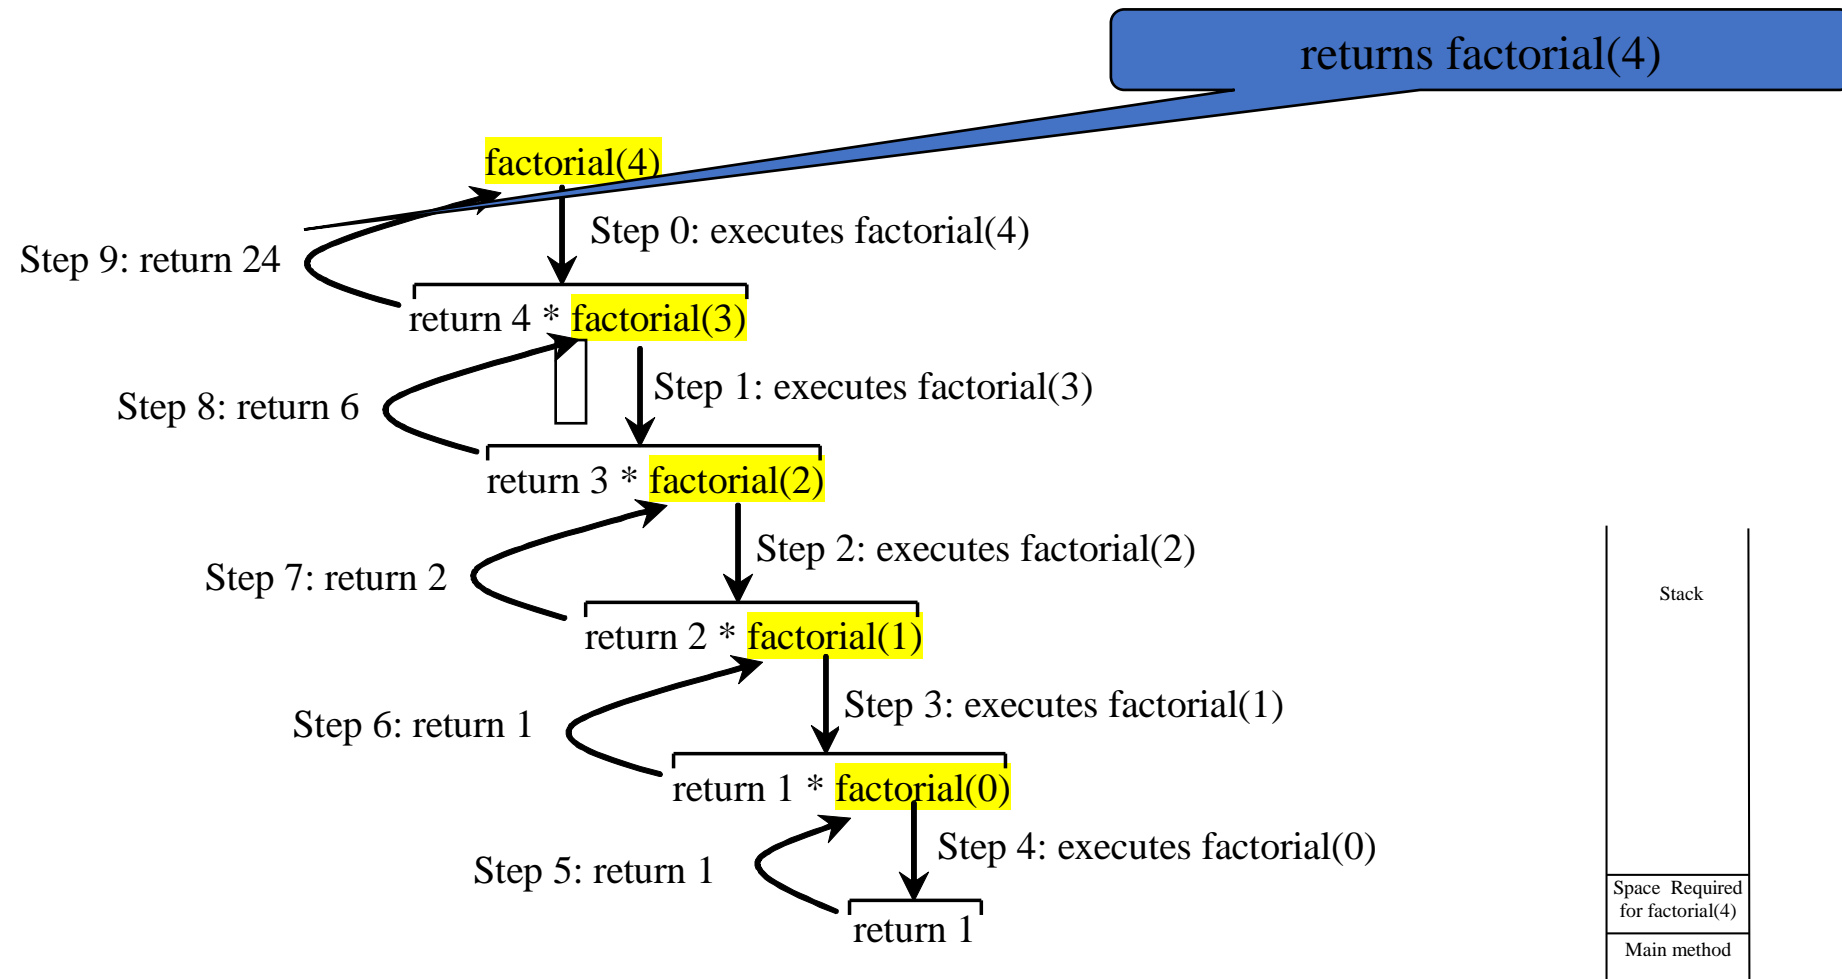 returns factorial(4)
factorial(4)
Step 0: executes factorial(4)
Step 9: return 24
return 4 * factorial(3)
Step 1: executes factorial(3)
Step 8: return 6
return 3 * factorial(2)
Step 2: executes factorial(2)
Step 7: return 2
return 2 * factorial(1)
Step 3: executes factorial(1)
Step 6: return 1
return 1 * factorial(0)
Step 4: executes factorial(0)
Step 5: return 1
return 1
Stack
Space Required
for factorial(4)
Main method